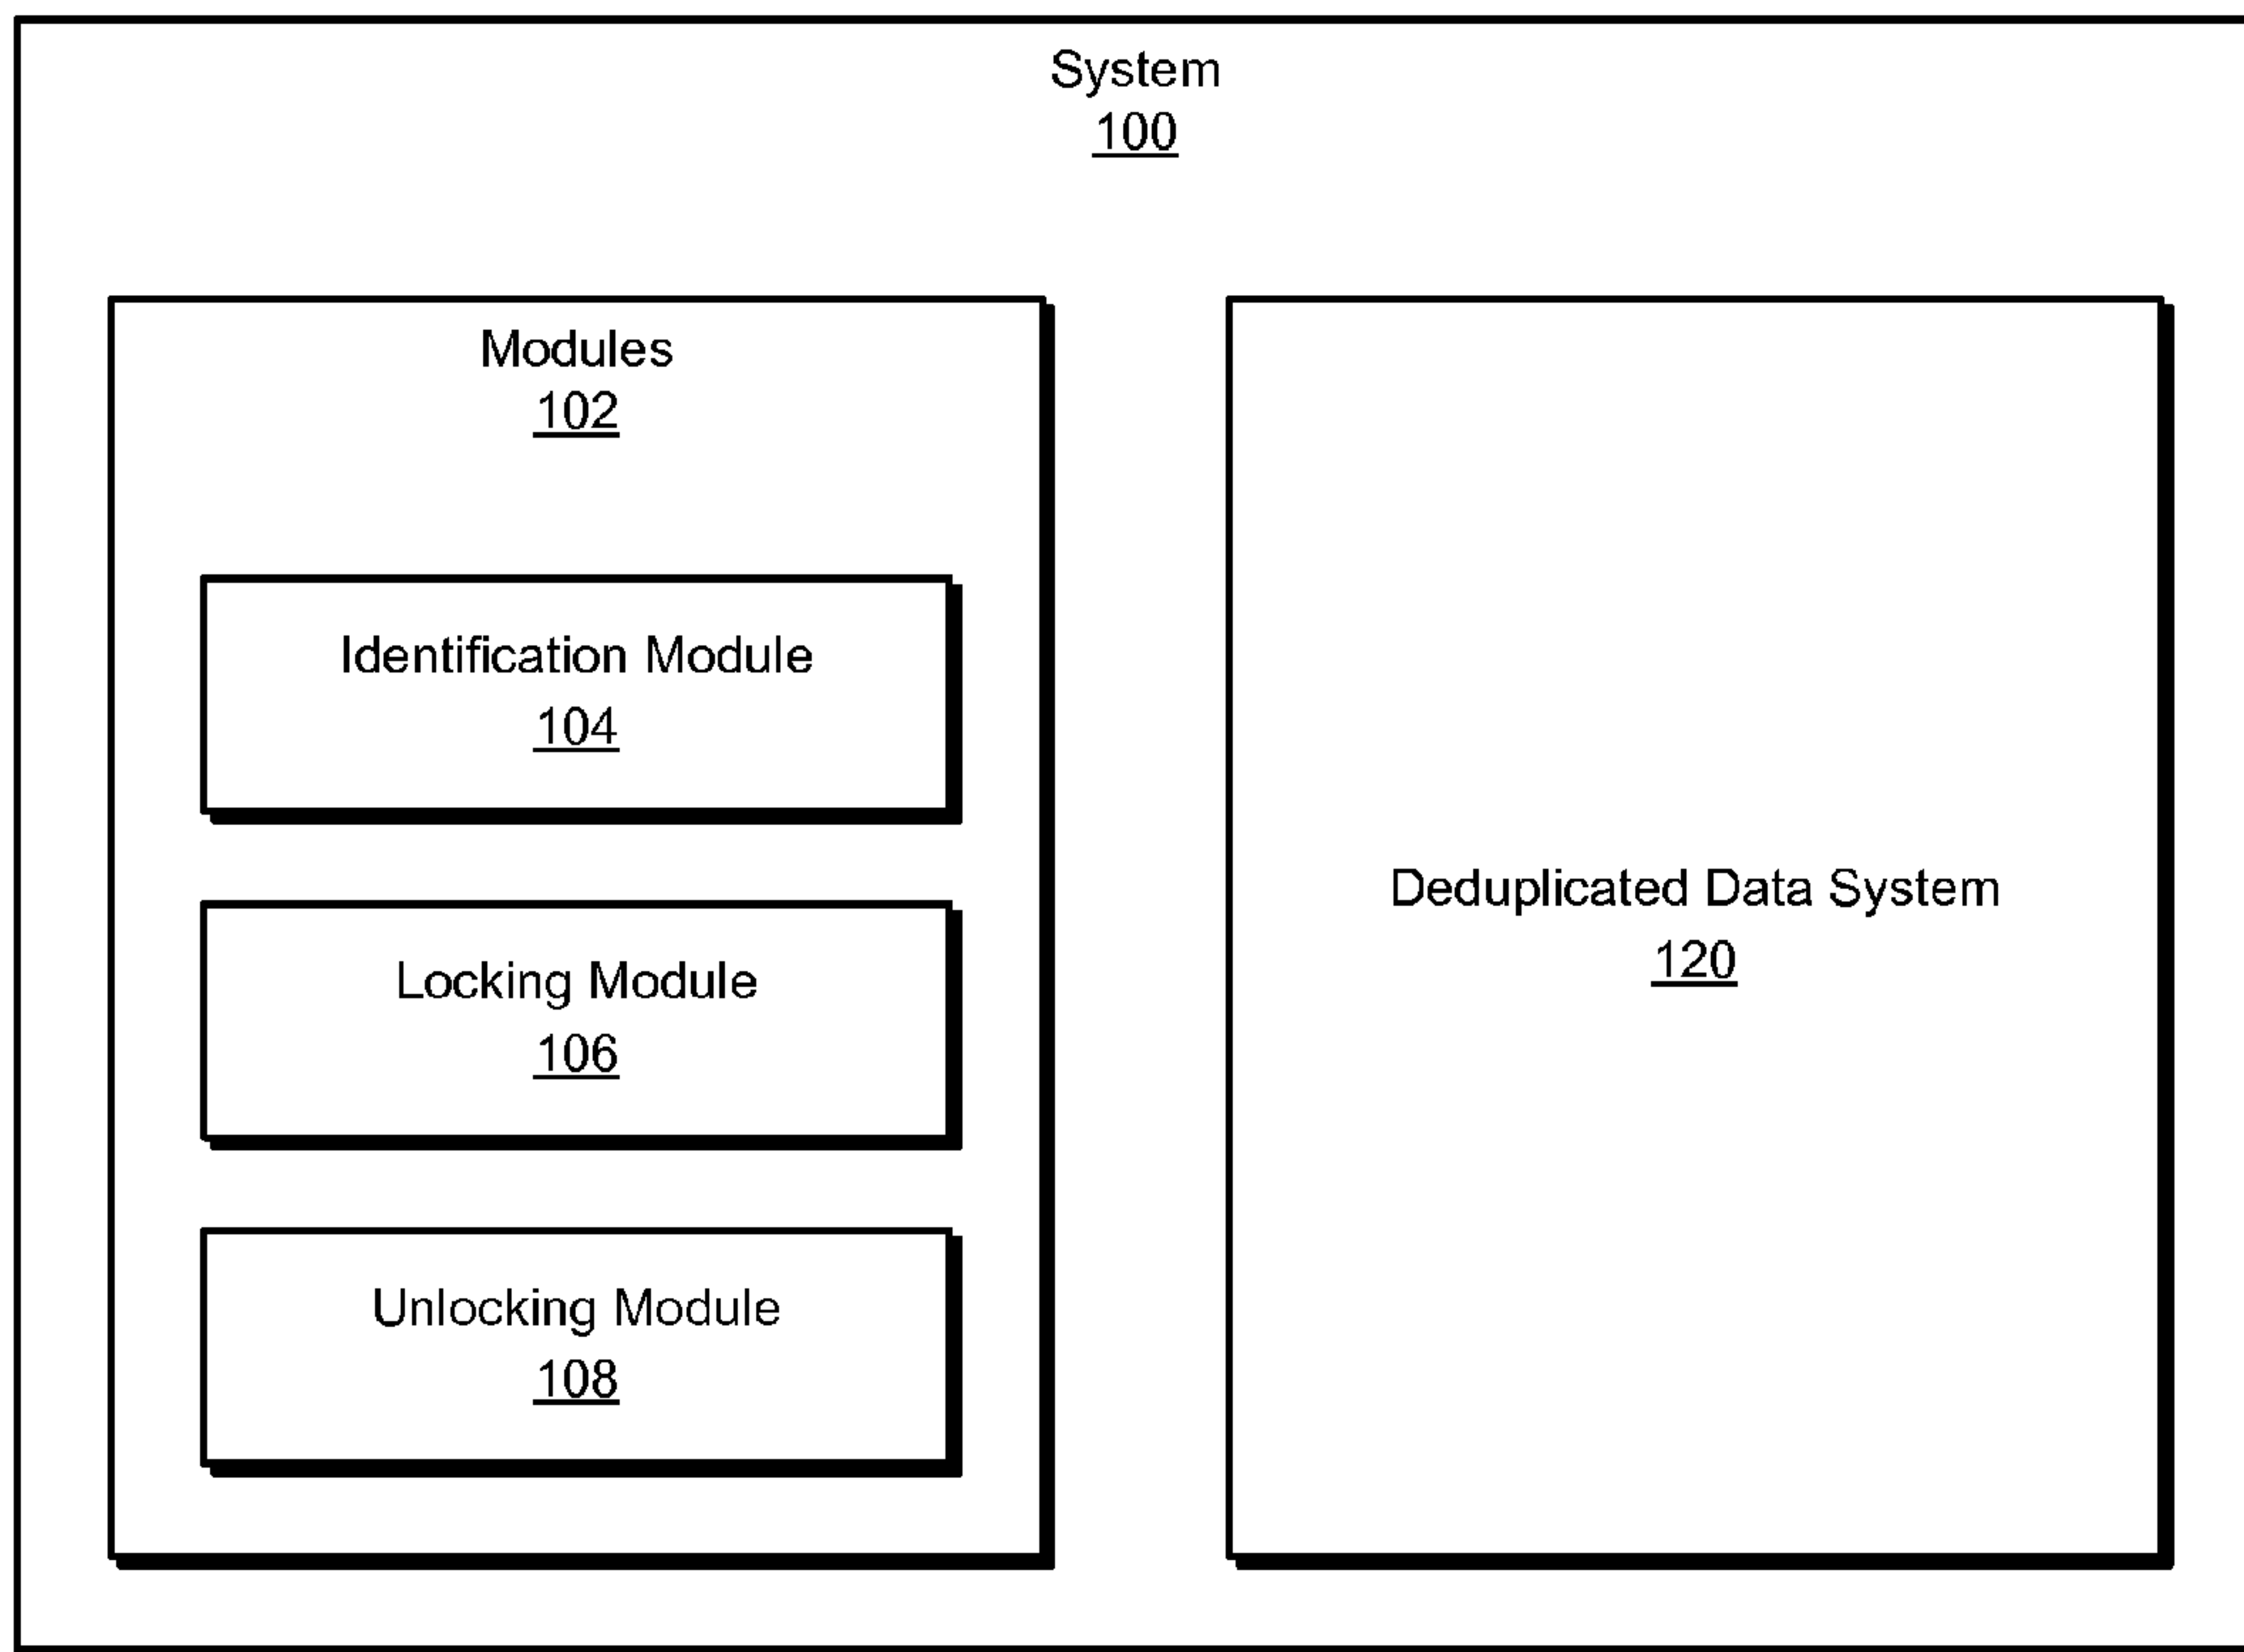 System
100
Modules
102
Identification Module
104
Locking Module
106
Unlocking Module
108
Deduplicated Data System
120